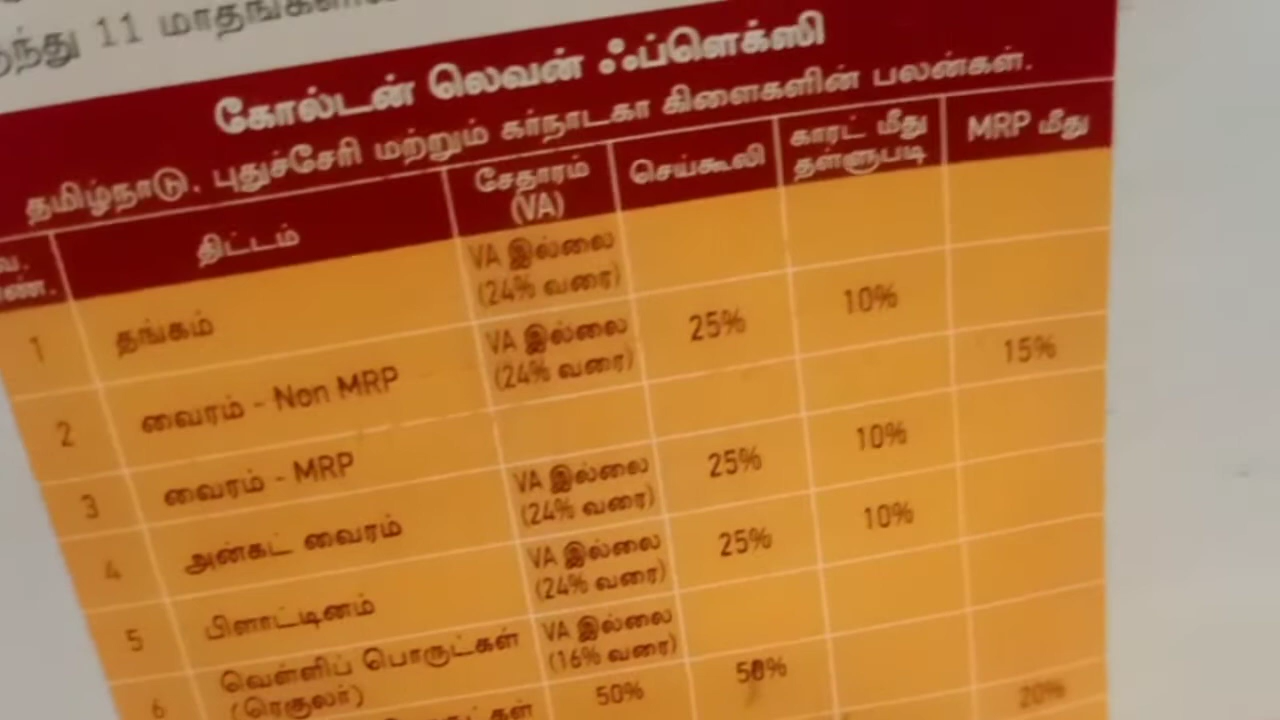 11 மாதங்களில்
கோல்டன் லெவன் ஃப்ளெக்ஸி
தமிழ்நாடு, புதுச்சேரி மற்றும் கர்நாடகா கிளைகளின் பலன்கள்.
திட்டம் சேதாரம் (VA) செய்கூலி காரட் மீது தள்ளுபடி MRP மீது
1 தங்கம் VA இல்லை (24% வரை)
2 வைரம் - Non MRP VA இல்லை (24% வரை) 25% 10%
3 வைரம் - MRP 15%
4 அன்கட் வைரம் VA இல்லை (24% வரை) 25% 10%
5 பிளாட்டினம் VA இல்லை (24% வரை) 25% 10%
6 வெள்ளிப் பொருட்கள் (ரெகுலர்) VA இல்லை (16% வரை)
50% 50%
20%